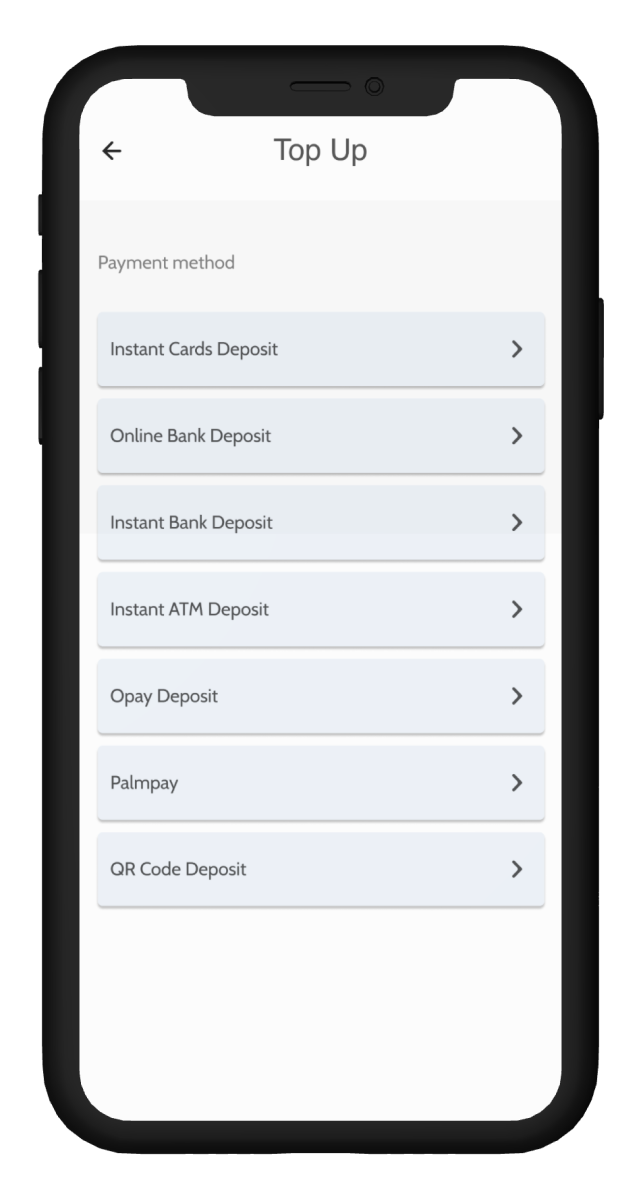 Top Up
Payment method
Instant Cards Deposit
Online Bank Deposit
Instant Bank Deposit
Instant ATM Deposit
Opay Deposit
Palmpay
QR Code Deposit